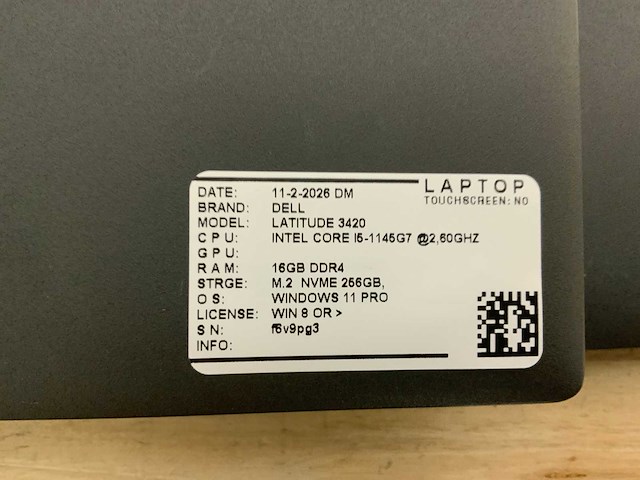 LAPTOP
TOUCHSCREEN: NO
DATE: 11-2-2026 DM
BRAND: DELL
MODEL: LATITUDE 3420
C P U: INTEL CORE I5-1145G7 @2,60GHZ
G P U:
R A M: 16GB DDR4
STRGE: M.2 NVME 256GB,
O S: WINDOWS 11 PRO
LICENSE: WIN 8 OR >
S N: f6v9pg3
INFO: